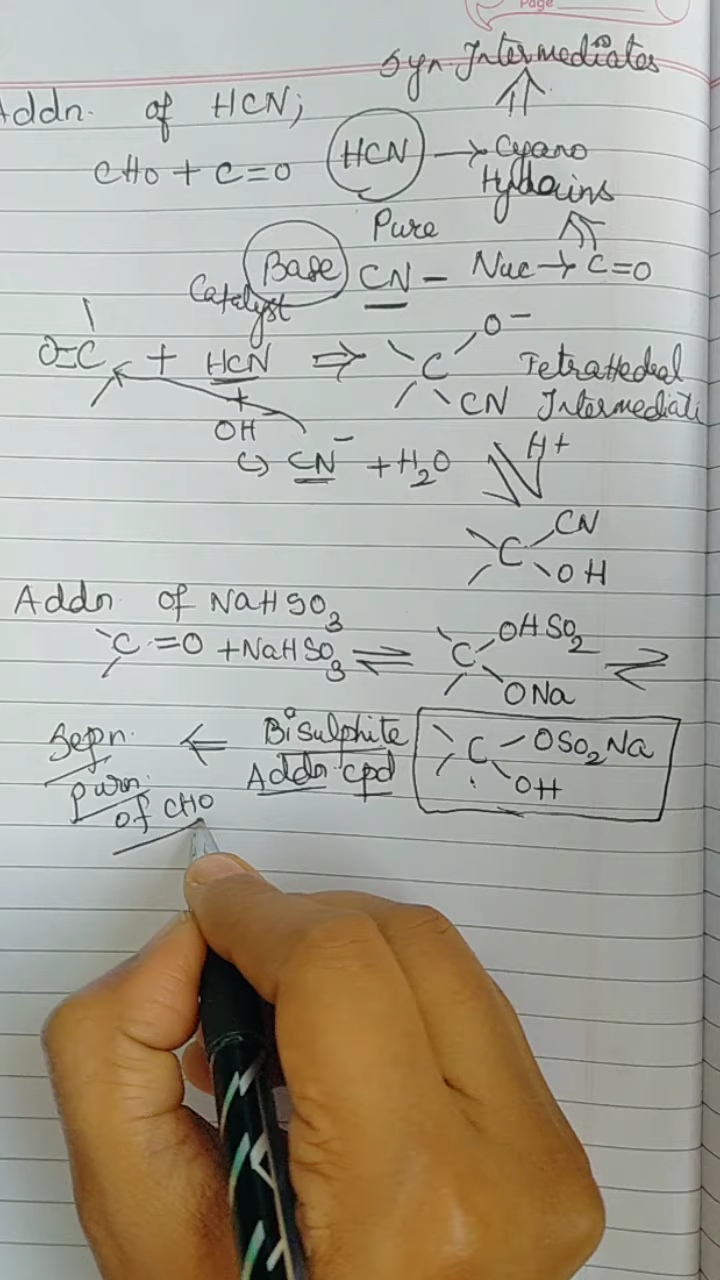 Page
Syn. Intermediates
⇑
Addn. of HCN;
CHO + C=O HCN → Cyano
Hydrins
Pure ⇑
Base CN- Nuc → C=O
Catalyst
O=C + HCN ⇒ C O- Tetrahedral
CN Intermediate
+
OH
↪ CN- + H2O H+
C CN
OH
Addn of NaHSO3
C=O + NaHSO3 ⇌ C OHSO2 ⇌
ONa
Sepn. ← Bisulphite C - OSO2Na
purn. Addn cpd OH
of CHO